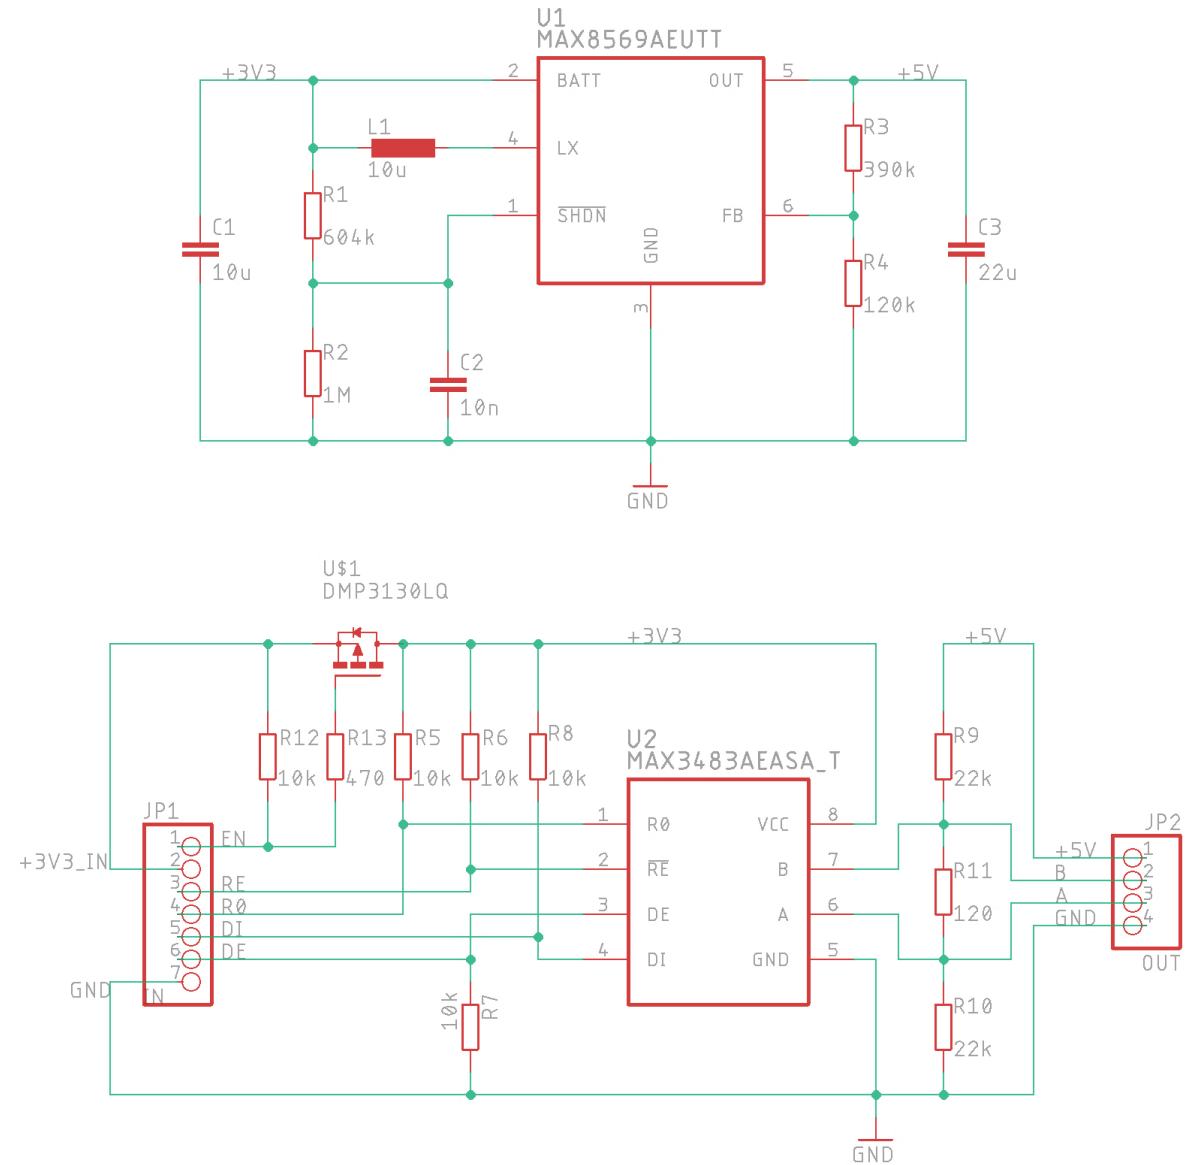 U1
MAX8569AEUTT
+3V3
2
BATT
OUT
5
+5V
L1
10u
4
LX
R3
390k
R1
604k
1
SHDN
FB
6
C1
10u
GND
3
R4
120k
C3
22u
R2
1M
C2
10n
GND
U$1
DMP3130LQ
+3V3
+5V
R12
10k
R13
470
R5
10k
R6
10k
R8
10k
U2
MAX3483AEASA_T
R9
22k
JP1
1
EN
+3V3_IN
2
3
RE
4
R0
5
DI
6
DE
7
GND
IN
1
R0
VCC
8
2
RE
B
7
3
DE
A
6
4
DI
GND
5
R11
120
JP2
+5V
1
B
2
A
3
GND
4
OUT
10k
R7
R10
22k
GND